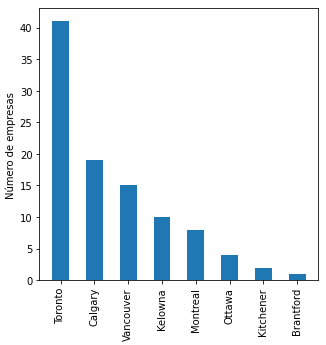 Número de empresas
40
35
30
25
20
15
10
5
0
Toronto
Calgary
Vancouver
Kelowna
Montreal
Ottawa
Kitchener
Brantford